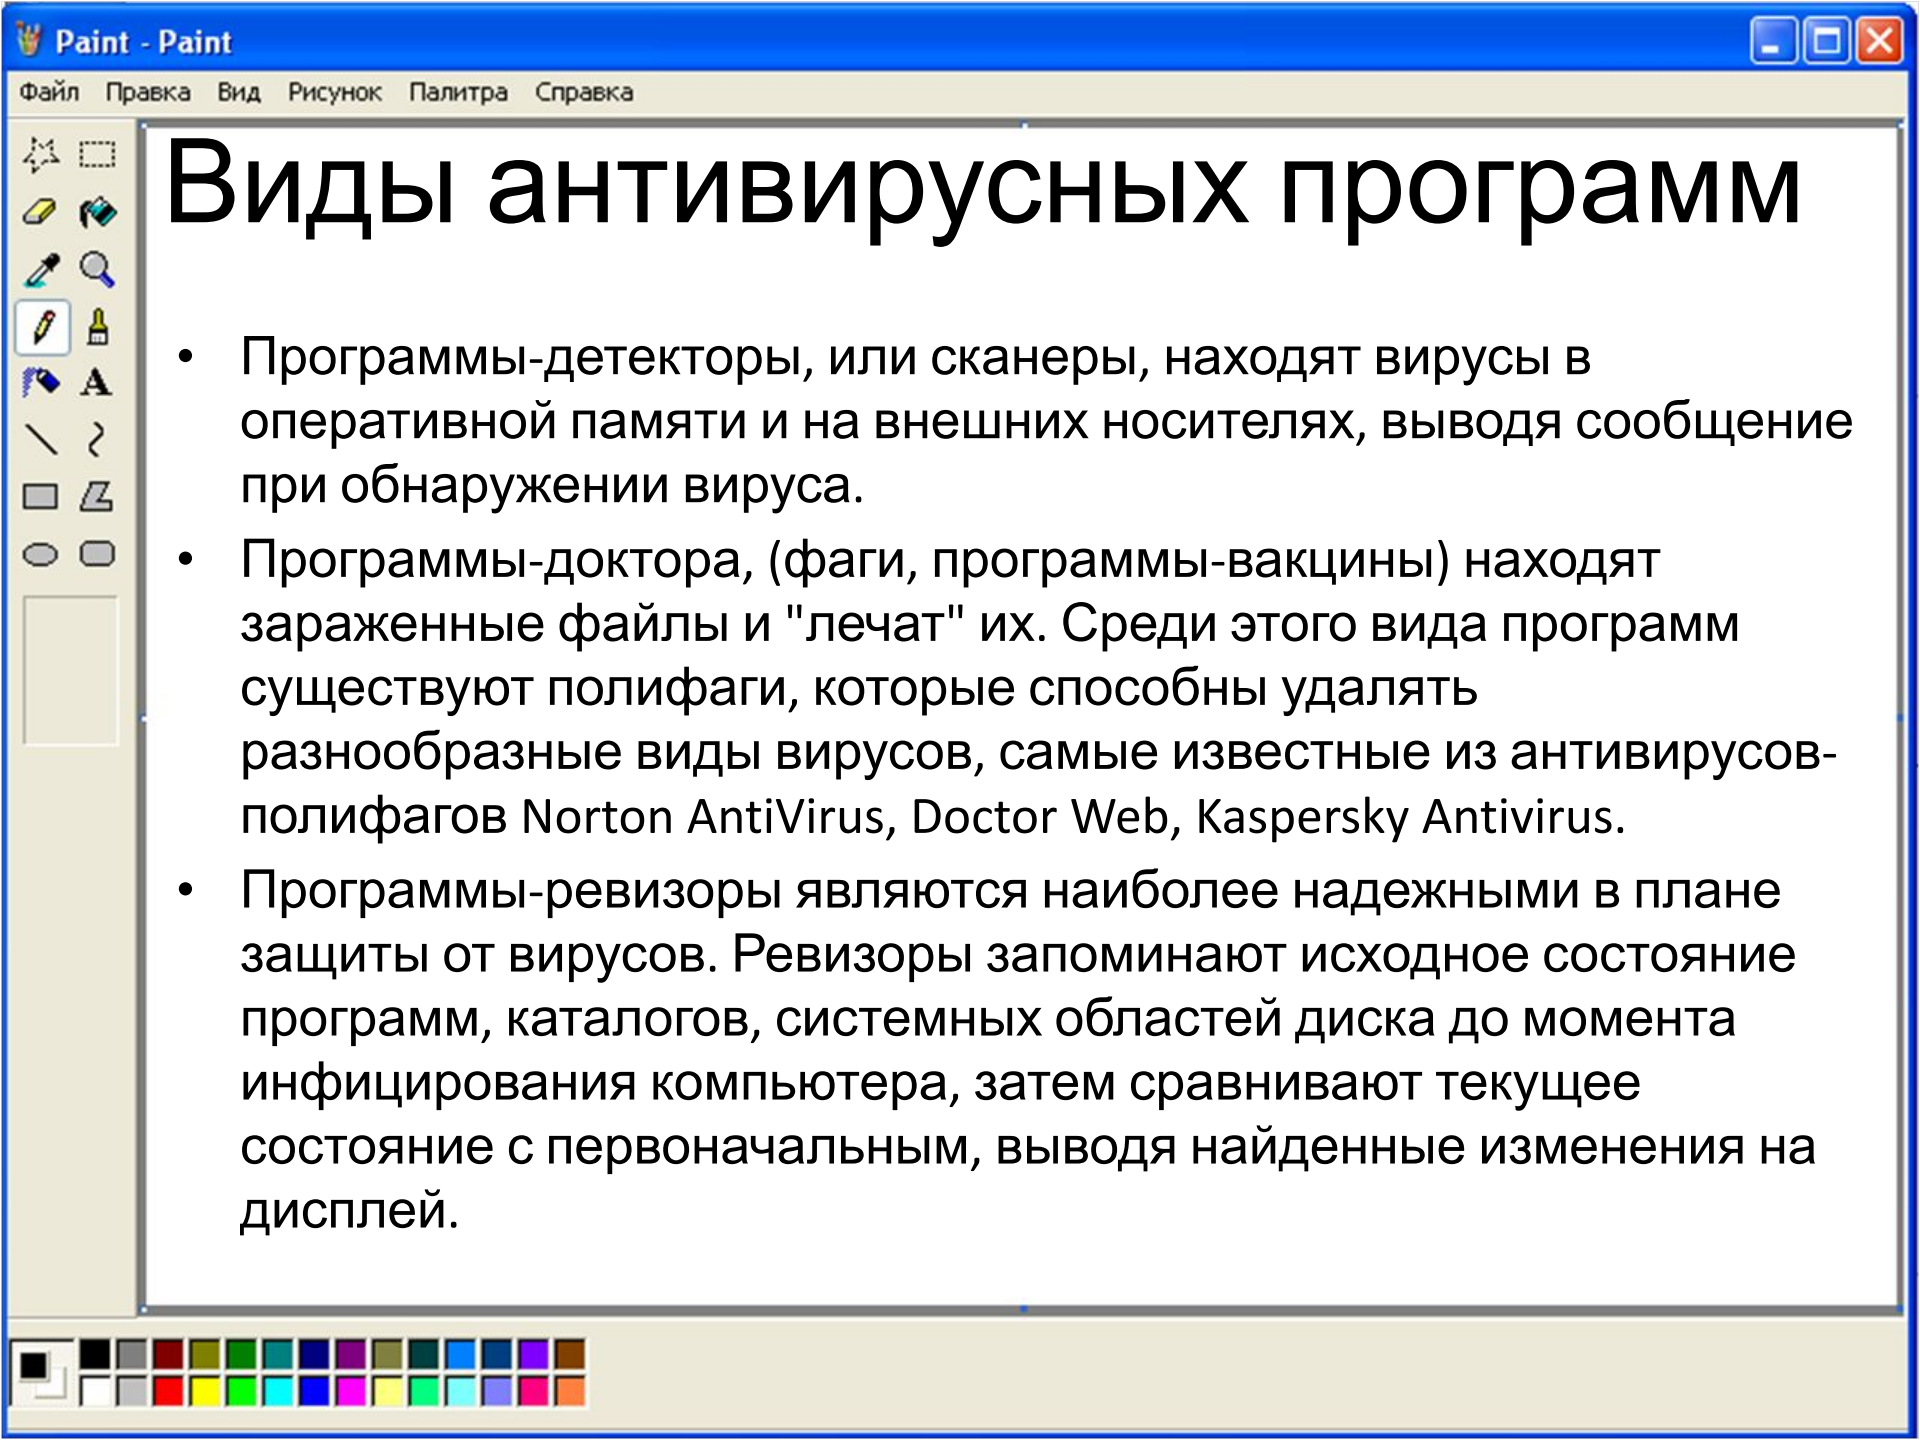 Paint - Paint
Файл Правка Вид Рисунок Палитра Справка
Виды антивирусных программ
• Программы-детекторы, или сканеры, находят вирусы в
оперативной памяти и на внешних носителях, выводя сообщение
при обнаружении вируса.
• Программы-доктора, (фаги, программы-вакцины) находят
зараженные файлы и "лечат" их. Среди этого вида программ
существуют полифаги, которые способны удалять
разнообразные виды вирусов, самые известные из антивирусов-
полифагов Norton AntiVirus, Doctor Web, Kaspersky Antivirus.
• Программы-ревизоры являются наиболее надежными в плане
защиты от вирусов. Ревизоры запоминают исходное состояние
программ, каталогов, системных областей диска до момента
инфицирования компьютера, затем сравнивают текущее
состояние с первоначальным, выводя найденные изменения на
дисплей.
A